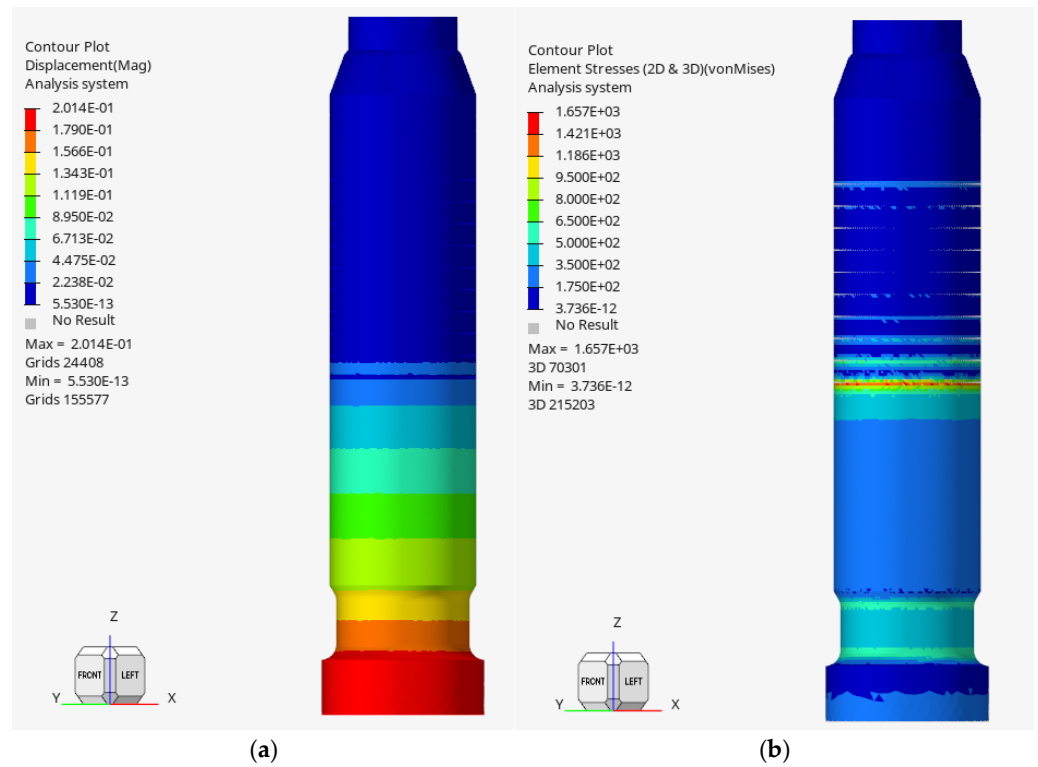 Contour Plot
Displacement(Mag)
Analysis system
2.014E-01
1.790E-01
1.566E-01
1.343E-01
1.119E-01
8.950E-02
6.713E-02
4.475E-02
2.238E-02
5.530E-13
No Result
Max = 2.014E-01
Grids 24408
Min = 5.530E-13
Grids 155577
Z
FRONT
LEFT
Y
X
(a)
Contour Plot
Element Stresses (2D & 3D)(vonMises)
Analysis system
1.657E+03
1.421E+03
1.186E+03
9.500E+02
8.000E+02
6.500E+02
5.000E+02
3.500E+02
1.750E+02
3.736E-12
No Result
Max = 1.657E+03
3D 70301
Min = 3.736E-12
3D 215203
Z
FRONT
LEFT
Y
X
(b)